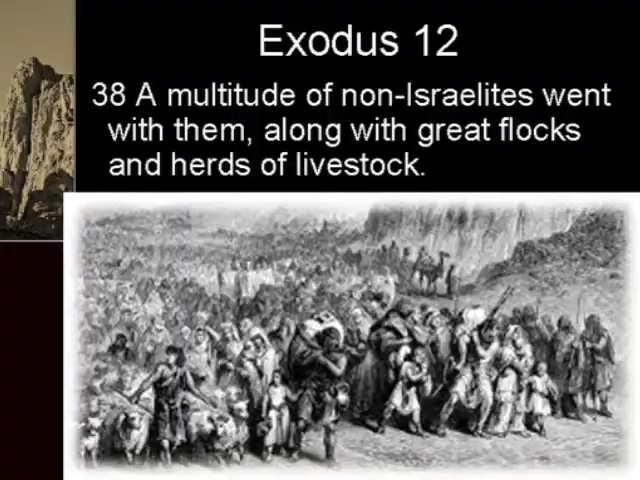 Exodus 12
38 A multitude of non-Israelites went
with them, along with great flocks
and herds of livestock.